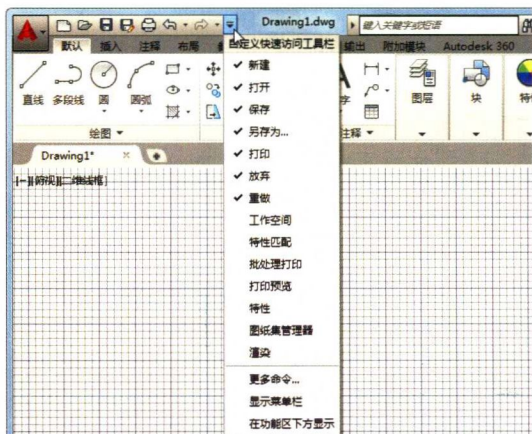 Drawing1.dwg
键入关键字或短语
默认 插入 注释 布局 输出 附加模块 Autodesk 360
自定义快速访问工具栏
新建
打开
保存
另存为...
打印
放弃
重做
工作空间
特性匹配
批处理打印
打印预览
特性
图纸集管理器
渲染
更多命令...
显示菜单栏
在功能区下方显示
直线 多段线 圆 圆弧 字 图层 块 特
绘图 注释
Drawing1*
[-][俯视][二维线框]